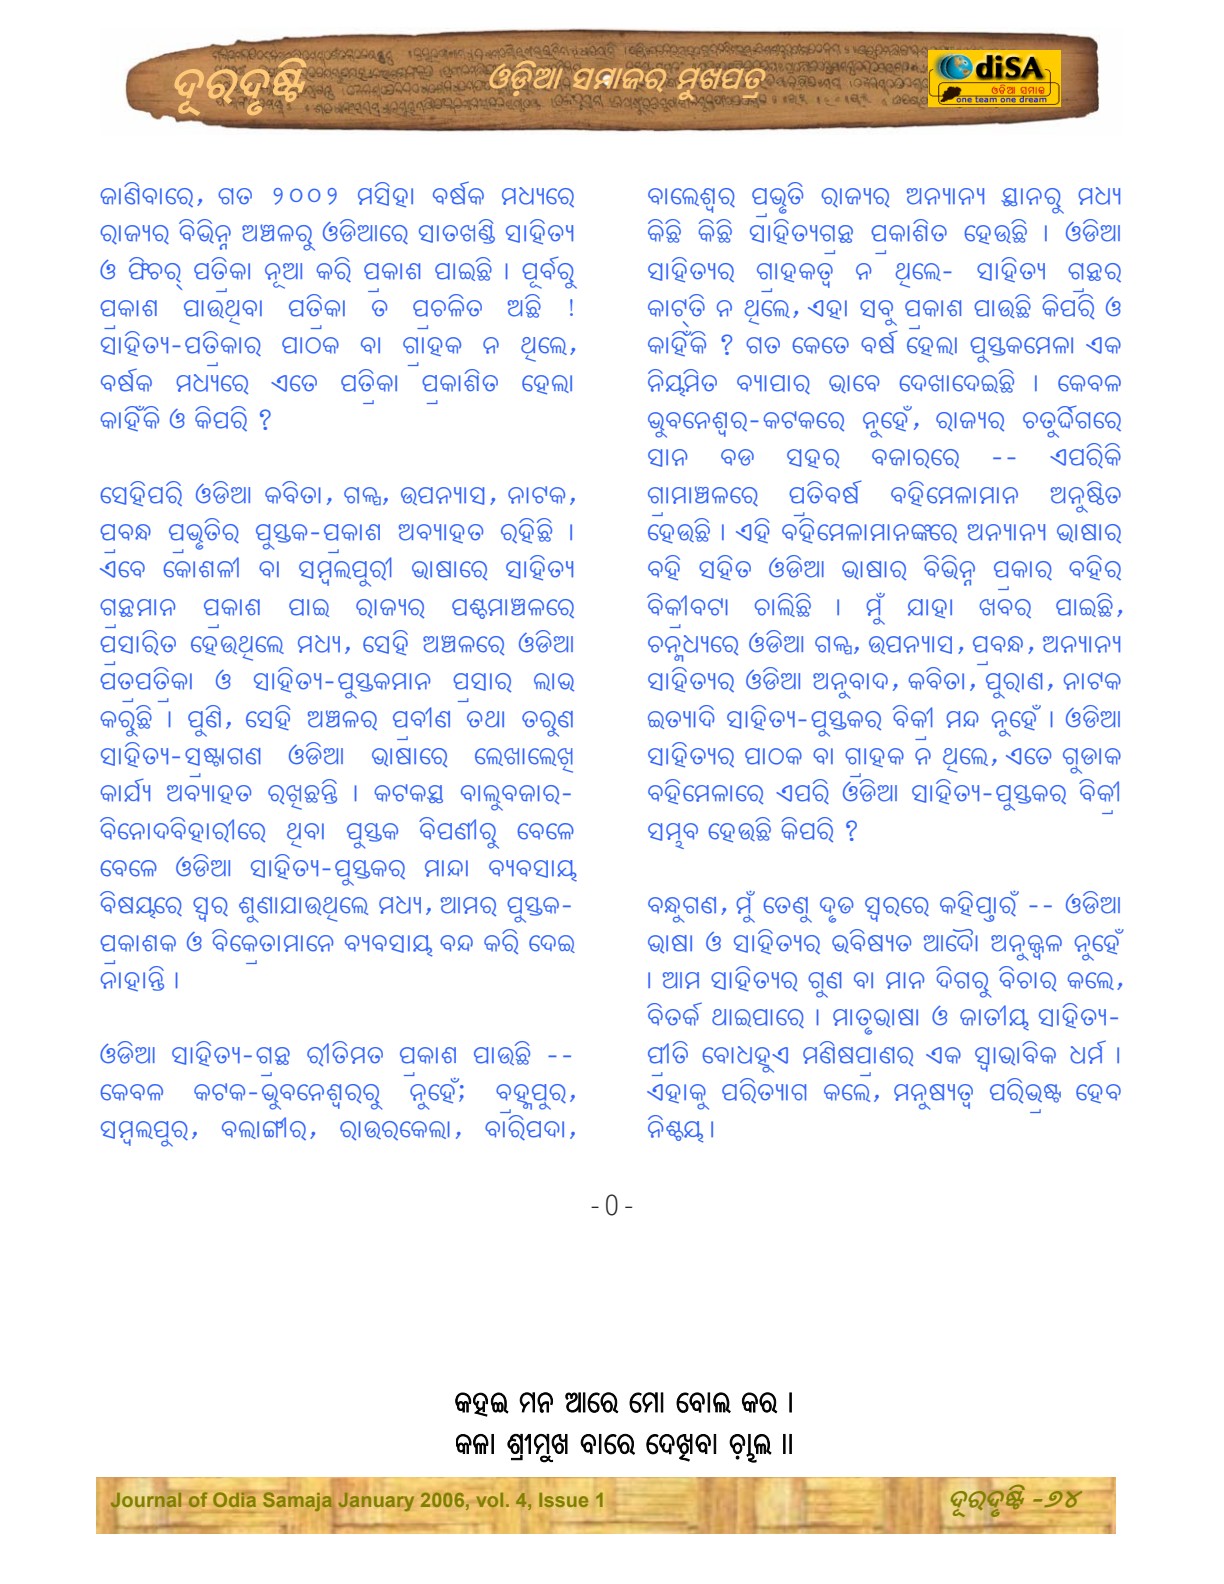 ଦୂରଦୃଷ୍ଟି
ଓଡ଼ିଆ ସମାଜର ମୁଖପତ୍ର
OdiSA
ଓଡିଆ ସମାଜ
one team one dream
ଜାଣିବାରେ, ଗତ ୨୦୦୨ ମସିହା ବର୍ଷକ ମଧ୍ୟରେ
ରାଜ୍ୟର ବିଭିନ୍ନ ଅଞ୍ଚଳରୁ ଓଡିଆରେ ସାତଖଣ୍ଡି ସାହିତ୍ୟ
ଓ ଫିଚର୍ ପତ୍ରିକା ନୂଆ କରି ପ୍ରକାଶ ପାଇଛି । ପୂର୍ବରୁ
ପ୍ରକାଶ ପାଉଥିବା ପତ୍ରିକା ତ ପ୍ରଚଳିତ ଅଛି !
ସାହିତ୍ୟ-ପତ୍ରିକାର ପାଠକ ବା ଗ୍ରାହକ ନ ଥିଲେ,
ବର୍ଷକ ମଧ୍ୟରେ ଏତେ ପତ୍ରିକା ପ୍ରକାଶିତ ହେଲା
କାହିଁକି ଓ କିପରି ?
ସେହିପରି ଓଡିଆ କବିତା, ଗଳ୍ପ, ଉପନ୍ୟାସ, ନାଟକ,
ପ୍ରବନ୍ଧ ପ୍ରଭୃତିର ପୁସ୍ତକ-ପ୍ରକାଶ ଅବ୍ୟାହତ ରହିଛି ।
ଏବେ କୋଶଳୀ ବା ସମ୍ବଲପୁରୀ ଭାଷାରେ ସାହିତ୍ୟ
ଗ୍ରନ୍ଥମାନ ପ୍ରକାଶ ପାଇ ରାଜ୍ୟର ପଶ୍ଚିମାଞ୍ଚଳରେ
ପ୍ରସାରିତ ହେଉଥିଲେ ମଧ୍ୟ, ସେହି ଅଞ୍ଚଳରେ ଓଡିଆ
ପତ୍ରପତ୍ରିକା ଓ ସାହିତ୍ୟ-ପୁସ୍ତକମାନ ପ୍ରସାର ଲାଭ
କରୁଛି । ପୁଣି, ସେହି ଅଞ୍ଚଳର ପ୍ରବୀଣ ତଥା ତରୁଣ
ସାହିତ୍ୟ-ସ୍ରଷ୍ଟାଗଣ ଓଡିଆ ଭାଷାରେ ଲେଖାଲେଖି
କାର୍ଯ୍ୟ ଅବ୍ୟାହତ ରଖିଛନ୍ତି । କଟକସ୍ଥ ବାଲୁବଜାର-
ବିନୋଦବିହାରୀରେ ଥିବା ପୁସ୍ତକ ବିପଣୀରୁ ବେଳେ
ବେଳେ ଓଡିଆ ସାହିତ୍ୟ-ପୁସ୍ତକର ମାନ୍ଦା ବ୍ୟବସାୟ
ବିଷୟରେ ସ୍ୱର ଶୁଣାଯାଉଥିଲେ ମଧ୍ୟ, ଆମର ପୁସ୍ତକ-
ପ୍ରକାଶକ ଓ ବିକ୍ରେତାମାନେ ବ୍ୟବସାୟ ବନ୍ଦ କରି ଦେଇ
ନାହାନ୍ତି ।
ଓଡିଆ ସାହିତ୍ୟ-ଗ୍ରନ୍ଥ ରୀତିମତ ପ୍ରକାଶ ପାଉଛି --
କେବଳ କଟକ-ଭୁବନେଶ୍ୱରରୁ ନୁହେଁ; ବ୍ରହ୍ମପୁର,
ସମ୍ବଲପୁର, ବଲାଙ୍ଗୀର, ରାଉରକେଲା, ବାରିପଦା,
ବାଲେଶ୍ୱର ପ୍ରଭୃତି ରାଜ୍ୟର ଅନ୍ୟାନ୍ୟ ସ୍ଥାନରୁ ମଧ୍ୟ
କିଛି କିଛି ସାହିତ୍ୟଗ୍ରନ୍ଥ ପ୍ରକାଶିତ ହେଉଛି । ଓଡିଆ
ସାହିତ୍ୟର ଗ୍ରାହକତ୍ୱ ନ ଥିଲେ- ସାହିତ୍ୟ ଗ୍ରନ୍ଥର
କାଟ୍‌ତି ନ ଥିଲେ, ଏହା ସବୁ ପ୍ରକାଶ ପାଉଛି କିପରି ଓ
କାହିଁକି ? ଗତ କେତେ ବର୍ଷ ହେଲା ପୁସ୍ତକମେଳା ଏକ
ନିୟମିତ ବ୍ୟାପାର ଭାବେ ଦେଖାଦେଇଛି । କେବଳ
ଭୁବନେଶ୍ୱର-କଟକରେ ନୁହେଁ, ରାଜ୍ୟର ଚତୁର୍ଦ୍ଦିଗରେ
ସାନ ବଡ ସହର ବଜାରରେ -- ଏପରିକି
ଗ୍ରାମାଞ୍ଚଳରେ ପ୍ରତିବର୍ଷ ବହିମେଳାମାନ ଅନୁଷ୍ଠିତ
ହେଉଛି । ଏହି ବହିମେଳାମାନଙ୍କରେ ଅନ୍ୟାନ୍ୟ ଭାଷାର
ବହି ସହିତ ଓଡିଆ ଭାଷାର ବିଭିନ୍ନ ପ୍ରକାର ବହିର
ବିକ୍ରୀବଟା ଚାଲିଛି । ମୁଁ ଯାହା ଖବର ପାଇଛି,
ତନ୍ମଧ୍ୟରେ ଓଡିଆ ଗଳ୍ପ, ଉପନ୍ୟାସ, ପ୍ରବନ୍ଧ, ଅନ୍ୟାନ୍ୟ
ସାହିତ୍ୟର ଓଡିଆ ଅନୁବାଦ, କବିତା, ପୁରାଣ, ନାଟକ
ଇତ୍ୟାଦି ସାହିତ୍ୟ-ପୁସ୍ତକର ବିକ୍ରୀ ମନ୍ଦ ନୁହେଁ । ଓଡିଆ
ସାହିତ୍ୟର ପାଠକ ବା ଗ୍ରାହକ ନ ଥିଲେ, ଏତେ ଗୁଡାକ
ବହିମେଳାରେ ଏପରି ଓଡିଆ ସାହିତ୍ୟ-ପୁସ୍ତକର ବିକ୍ରୀ
ସମ୍ଭବ ହେଉଛି କିପରି ?
ବନ୍ଧୁଗଣ, ମୁଁ ତେଣୁ ଦୃଡ ସ୍ୱରରେ କହିପ୍ତାରଁ -- ଓଡିଆ
ଭାଷା ଓ ସାହିତ୍ୟର ଭବିଷ୍ୟତ ଆଦୌ ଅନୁଜ୍ଜ୍ୱଳ ନୁହେଁ
। ଆମ ସାହିତ୍ୟର ଗୁଣ ବା ମାନ ଦିଗରୁ ବିଚାର କଲେ,
ବିତର୍କ ଥାଇପାରେ । ମାତୃଭାଷା ଓ ଜାତୀୟ ସାହିତ୍ୟ-
ପ୍ରୀତି ବୋଧହୁଏ ମଣିଷପ୍ରାଣର ଏକ ସ୍ୱାଭାବିକ ଧର୍ମ ।
ଏହାକୁ ପରିତ୍ୟାଗ କଲେ, ମନୁଷ୍ୟତ୍ୱ ପରିଭ୍ରଷ୍ଟ ହେବ
ନିଶ୍ଚୟ ।
- 0 -
କହଇ ମନ ଆରେ ମୋ ବୋଲ କର ।
କଳା ଶ୍ରୀମୁଖ ବାରେ ଦେଖିବା ଚାଲ ॥
Journal of Odia Samaja January 2006, vol. 4, Issue 1
ଦୂରଦୃଷ୍ଟି -୭୪